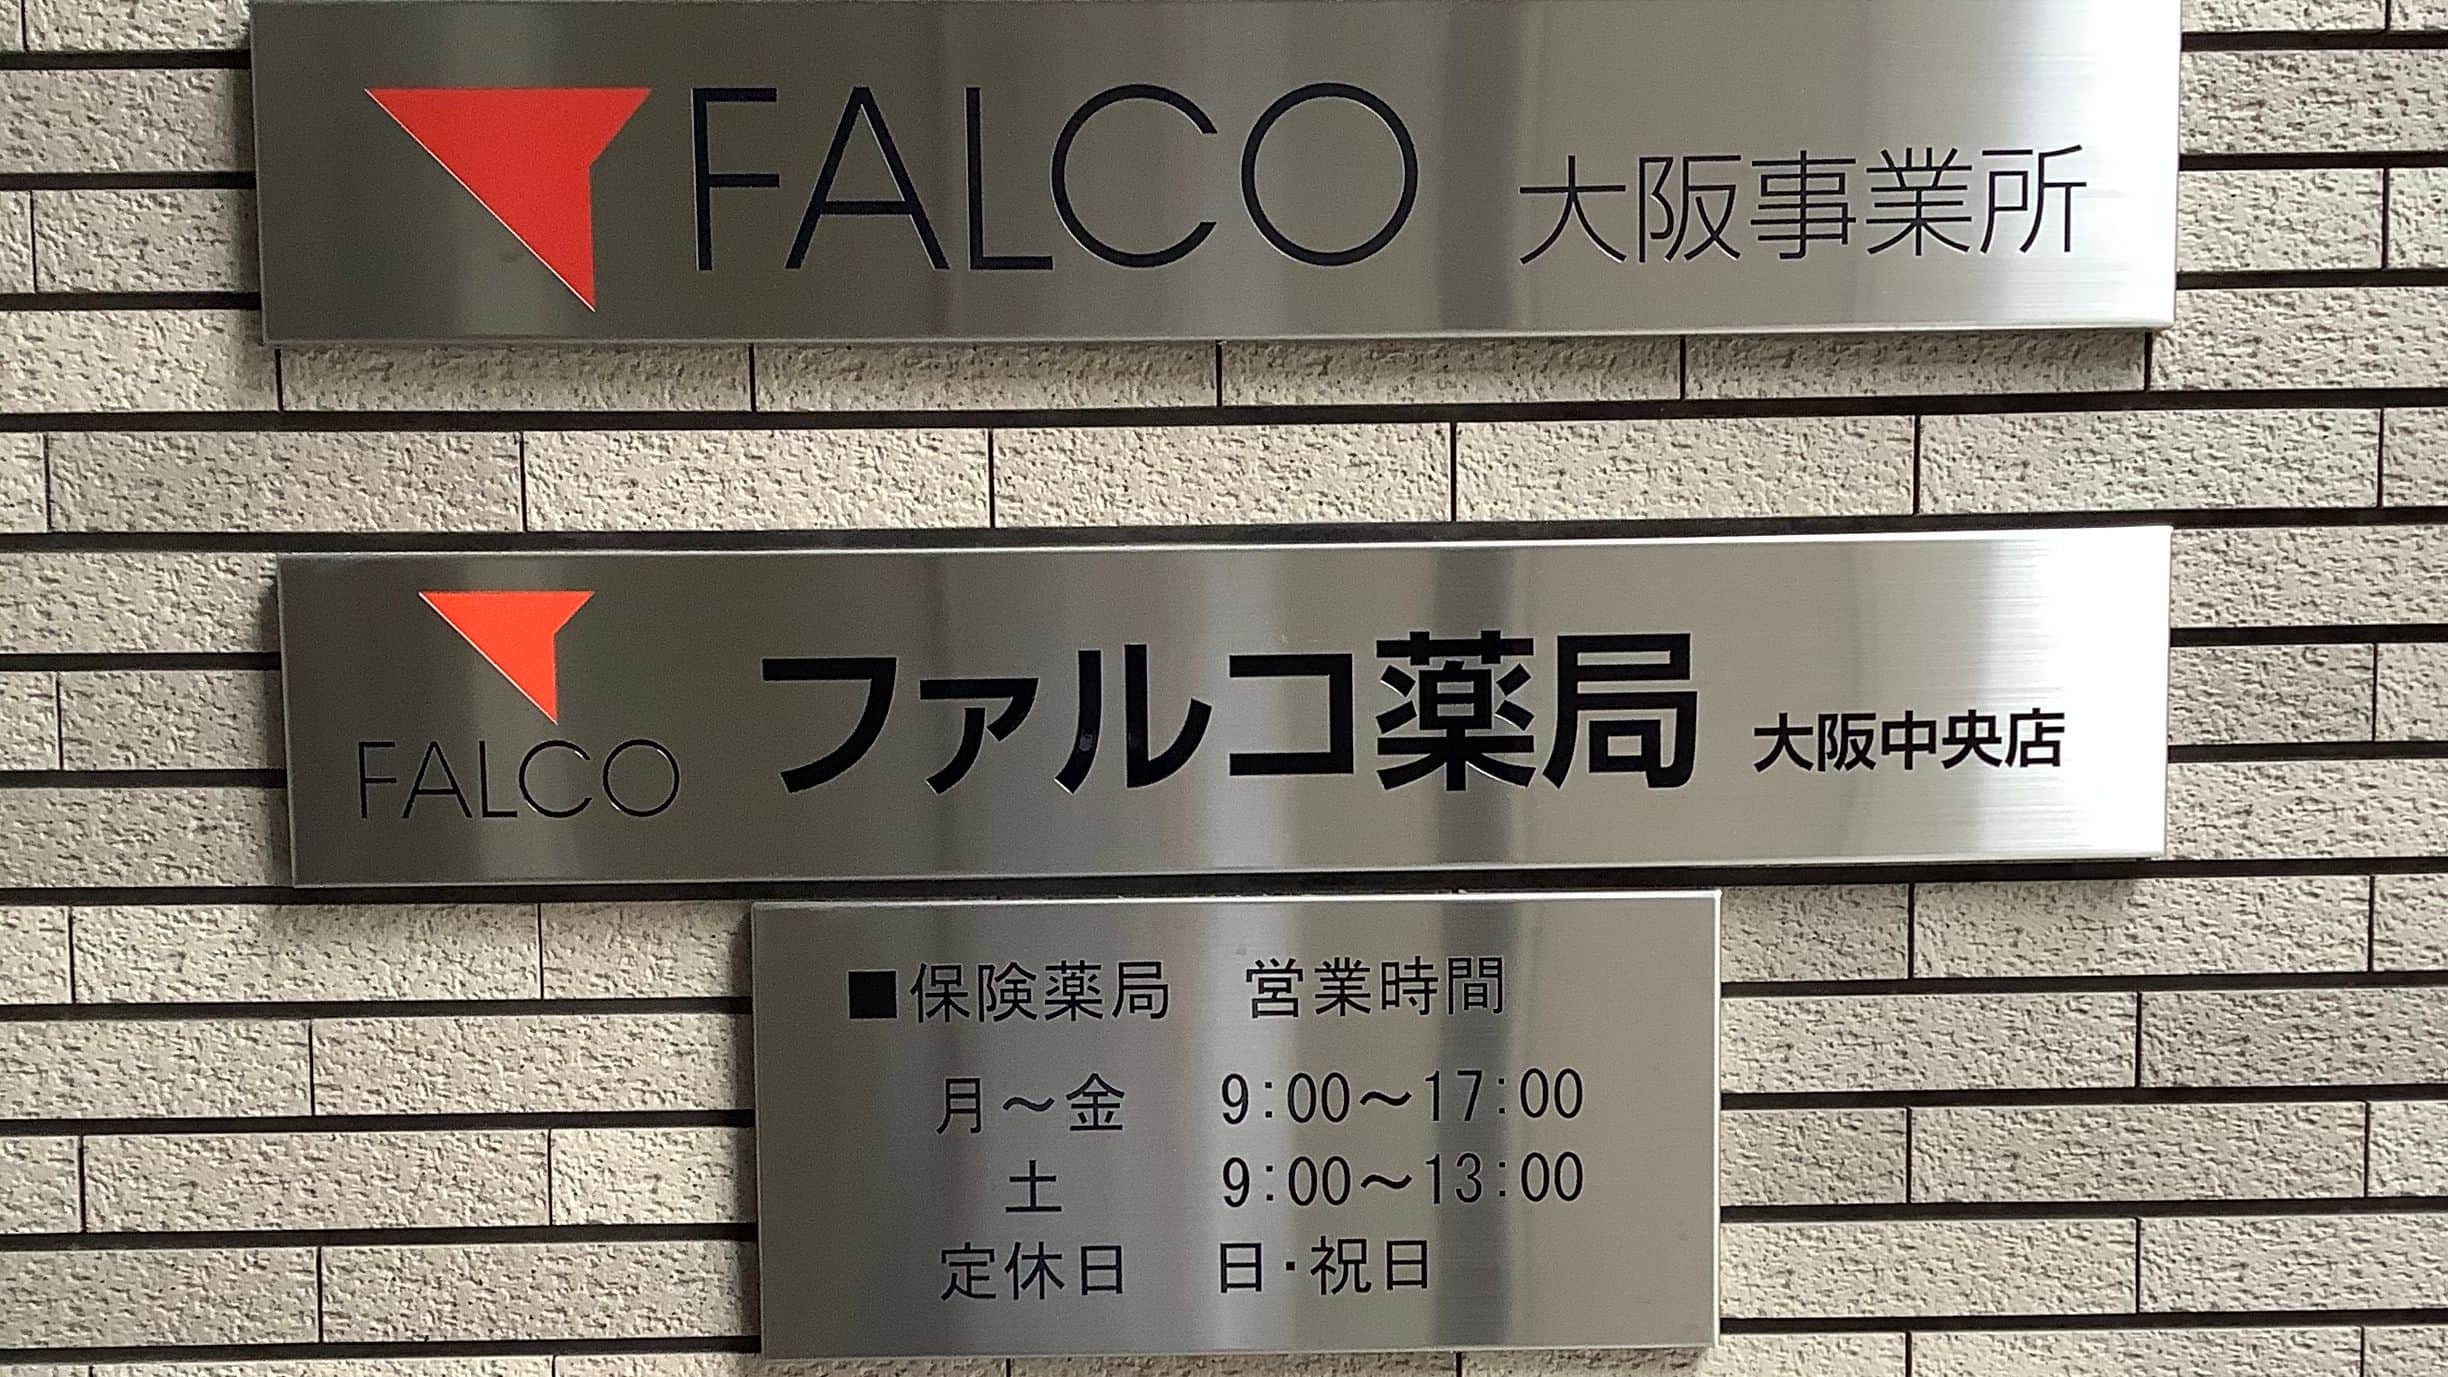 FALCO 大阪事業所
FALCO ファルコ薬局 大阪中央店
■保険薬局 営業時間
月～金 9:00～17:00
土 9:00～13:00
定休日 日・祝日